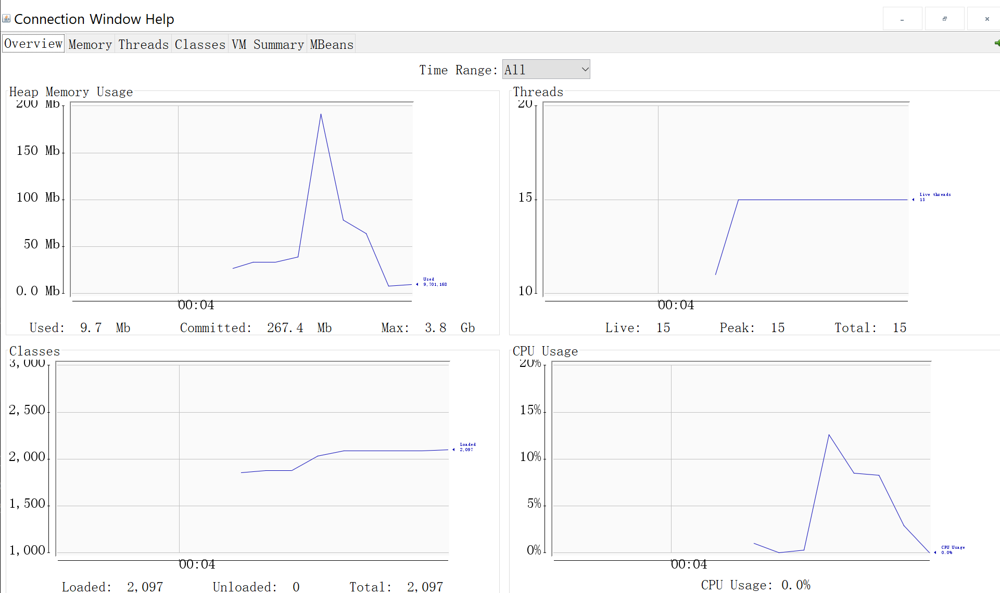 Connection Window Help
Overview Memory Threads Classes VM Summary MBeans
Time Range: All
Heap Memory Usage
200 Mb
150 Mb
100 Mb
50 Mb
0.0 Mb
00:04
Used
9,701,168
Used: 9.7 Mb Committed: 267.4 Mb Max: 3.8 Gb
Threads
20
15
10
00:04
Live threads
15
Live: 15 Peak: 15 Total: 15
Classes
3,000
2,500
2,000
1,500
1,000
00:04
Loaded
2,097
Loaded: 2,097 Unloaded: 0 Total: 2,097
CPU Usage
20%
15%
10%
5%
0%
00:04
CPU Usage
0.0%
CPU Usage: 0.0%